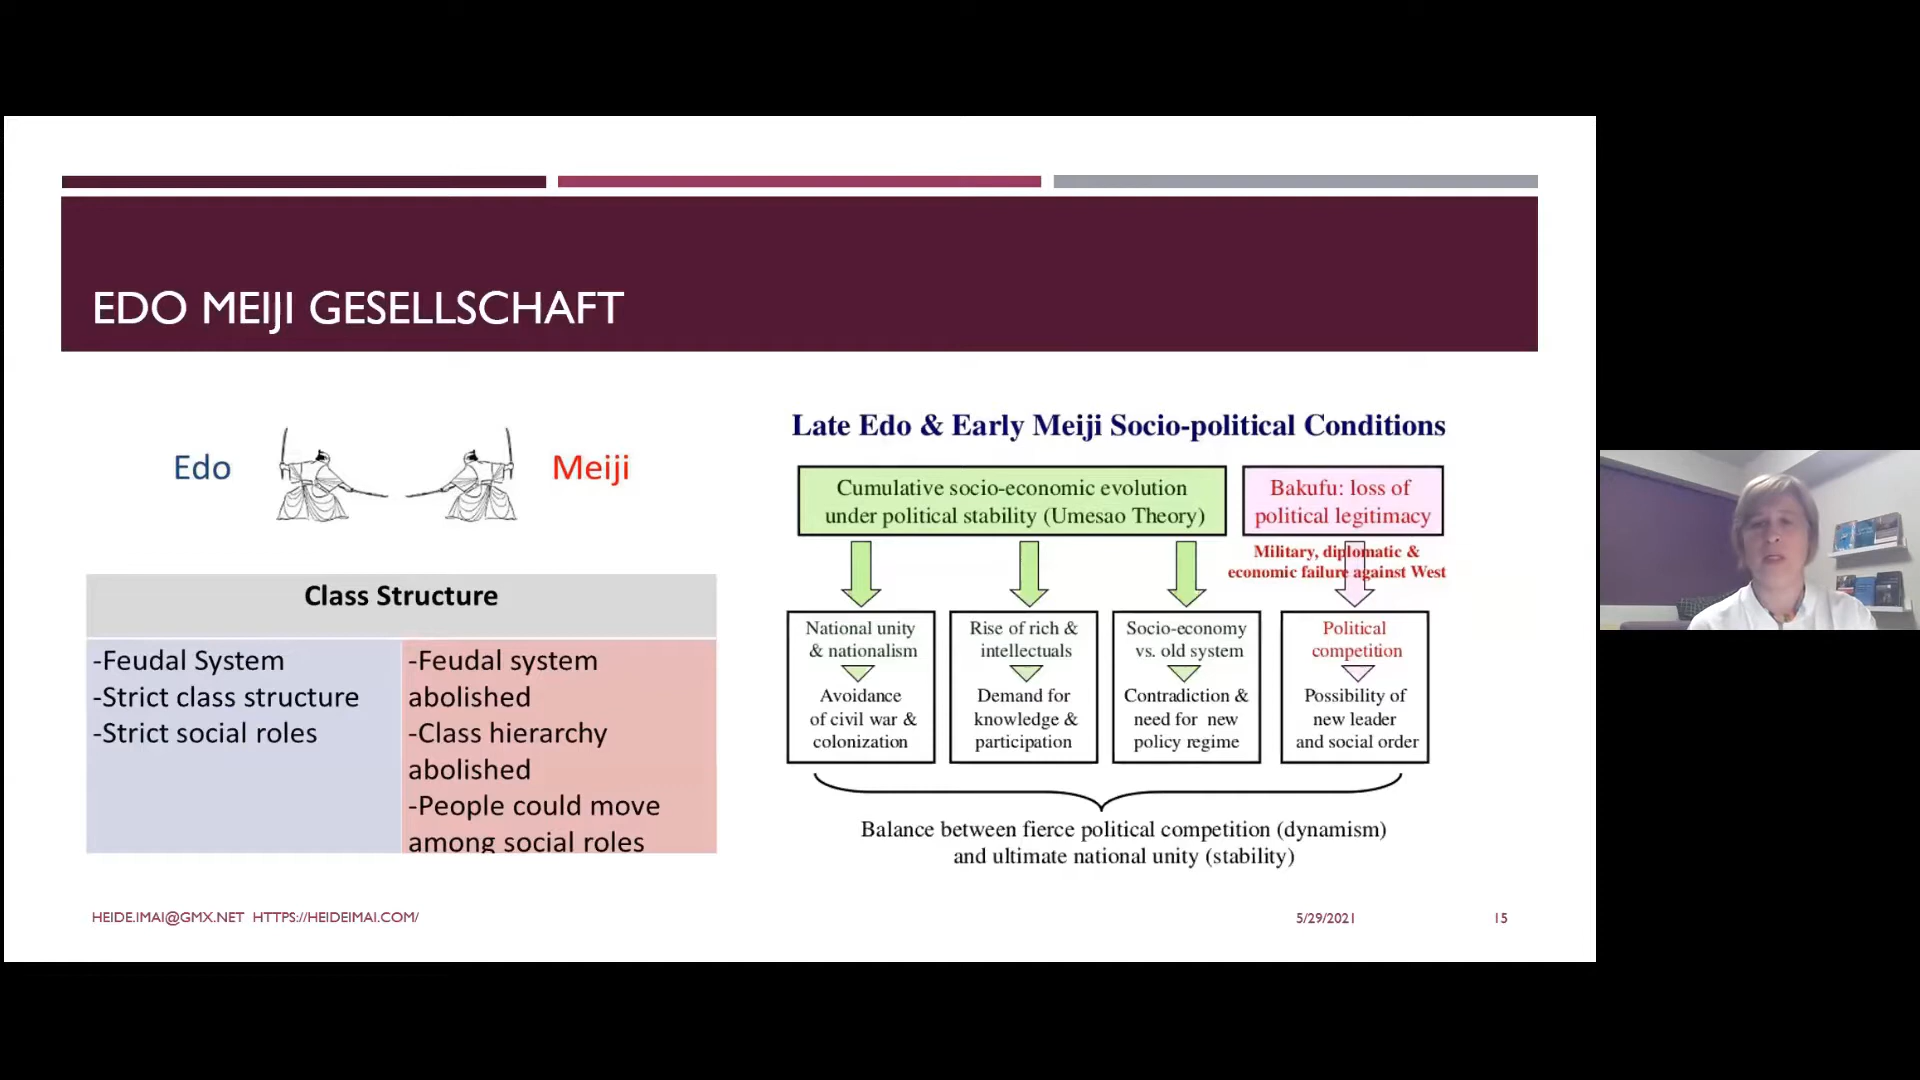 EDO MEIJI GESELLSCHAFT
Edo
Meiji
Class Structure
-Feudal System
-Strict class structure
-Strict social roles
-Feudal system
abolished
-Class hierarchy
abolished
-People could move
among social roles
Late Edo & Early Meiji Socio-political Conditions
Cumulative socio-economic evolution
under political stability (Umesao Theory)
Bakufu: loss of
political legitimacy
Military, diplomatic &
economic failure against West
National unity
& nationalism
Avoidance
of civil war &
colonization
Rise of rich &
intellectuals
Demand for
knowledge &
participation
Socio-economy
vs. old system
Contradiction &
need for new
policy regime
Political
competition
Possibility of
new leader
and social order
Balance between fierce political competition (dynamism)
and ultimate national unity (stability)
HEIDE.IMAI@GMX.NET HTTPS://HEIDEIMAI.COM/
5/29/2021
15